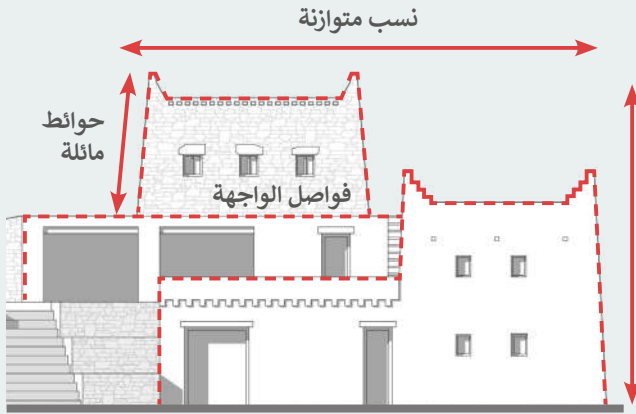 نسب متوازنة
حوائط
مائلة
فواصل الواجهة